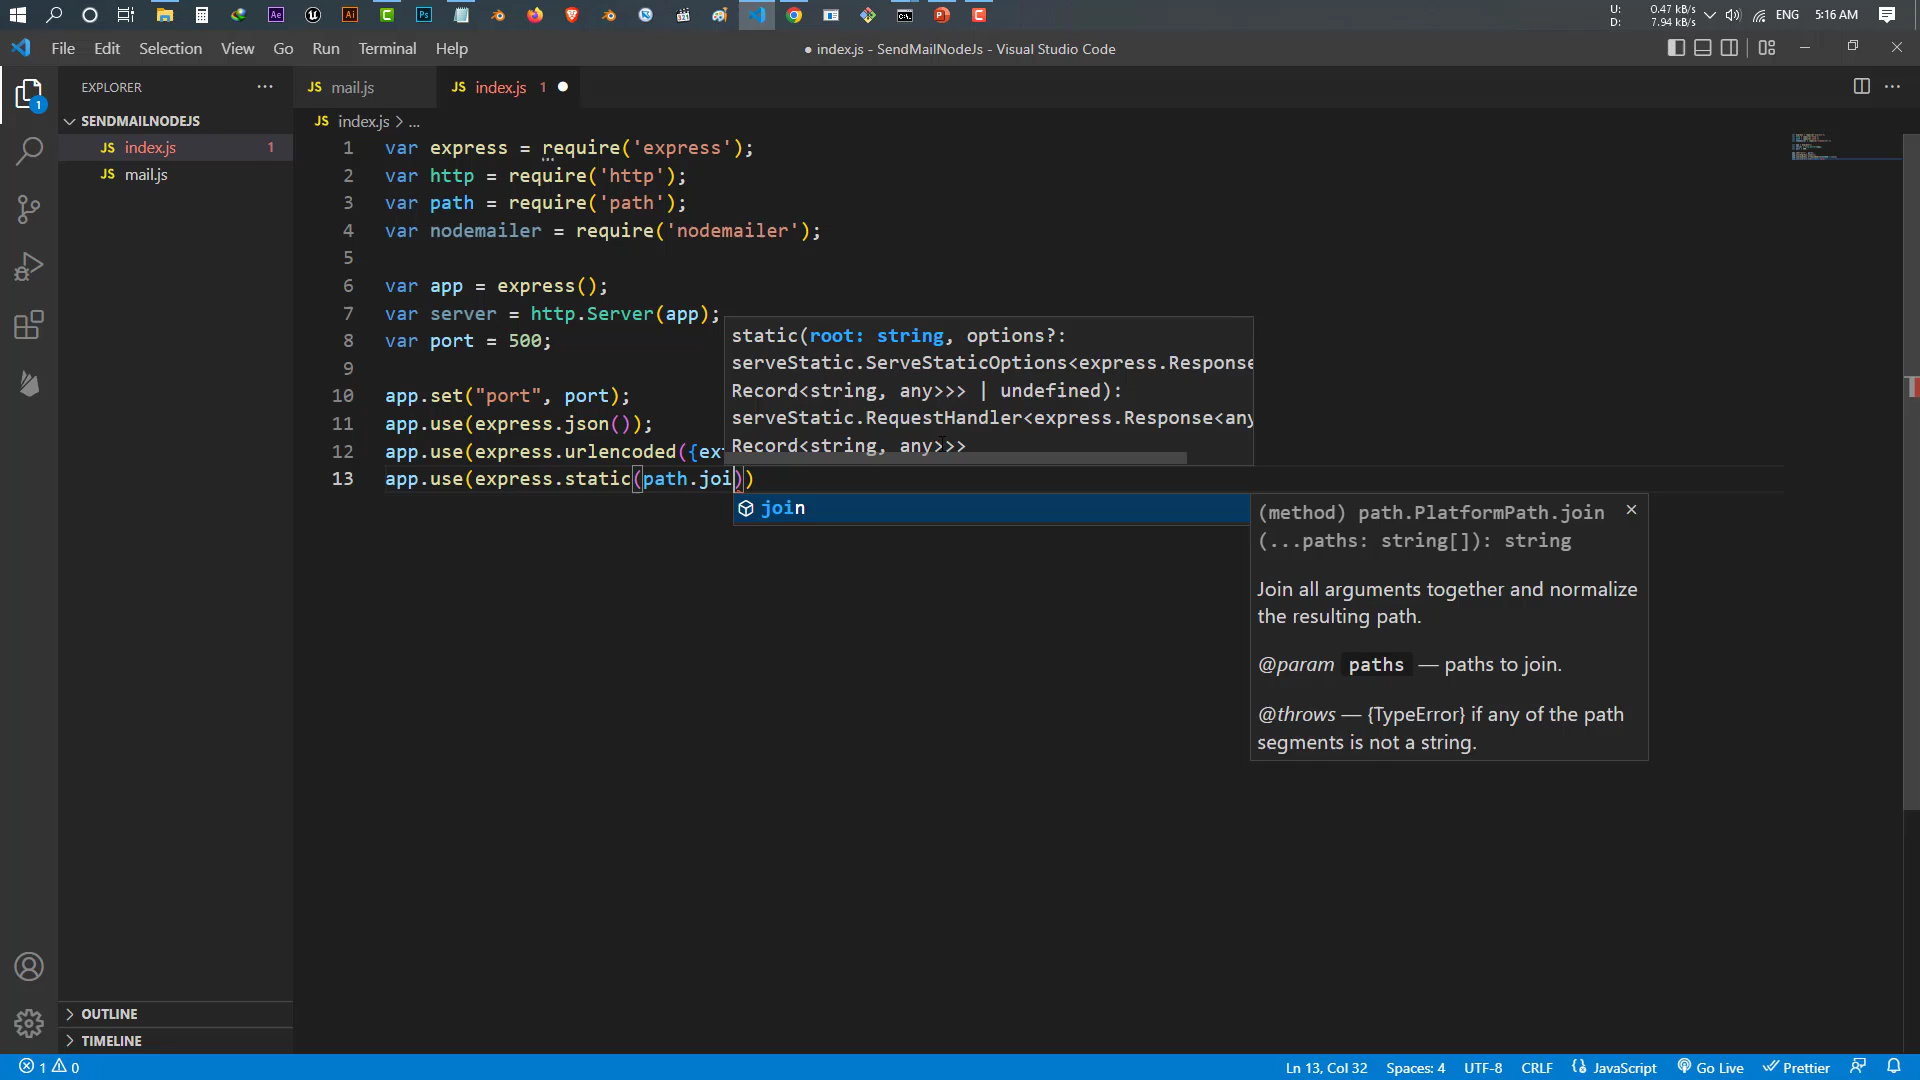 U: 0.47 kB/s
D: 7.94 kB/s
ENG
5:16 AM
File Edit Selection View Go Run Terminal Help
● index.js - SendMailNodeJs - Visual Studio Code
EXPLORER
SENDMAILNODEJS
JS index.js 1
JS mail.js
OUTLINE
TIMELINE
1
JS mail.js
JS index.js 1 ●
JS index.js > ...
1 var express = require('express');
2 var http = require('http');
3 var path = require('path');
4 var nodemailer = require('nodemailer');
5
6 var app = express();
7 var server = http.Server(app);
8 var port = 500;
9
10 app.set("port", port);
11 app.use(express.json());
12 app.use(express.urlencoded({ext
13 app.use(express.static(path.joi))
static(root: string, options?:
serveStatic.ServeStaticOptions<express.Response
Record<string, any>>> | undefined):
serveStatic.RequestHandler<express.Response<any
Record<string, any>>>
join
(method) path.PlatformPath.join
(...paths: string[]): string
Join all arguments together and normalize
the resulting path.
@param paths — paths to join.
@throws — {TypeError} if any of the path
segments is not a string.
1 0
Ln 13, Col 32 Spaces: 4 UTF-8 CRLF JavaScript Go Live Prettier